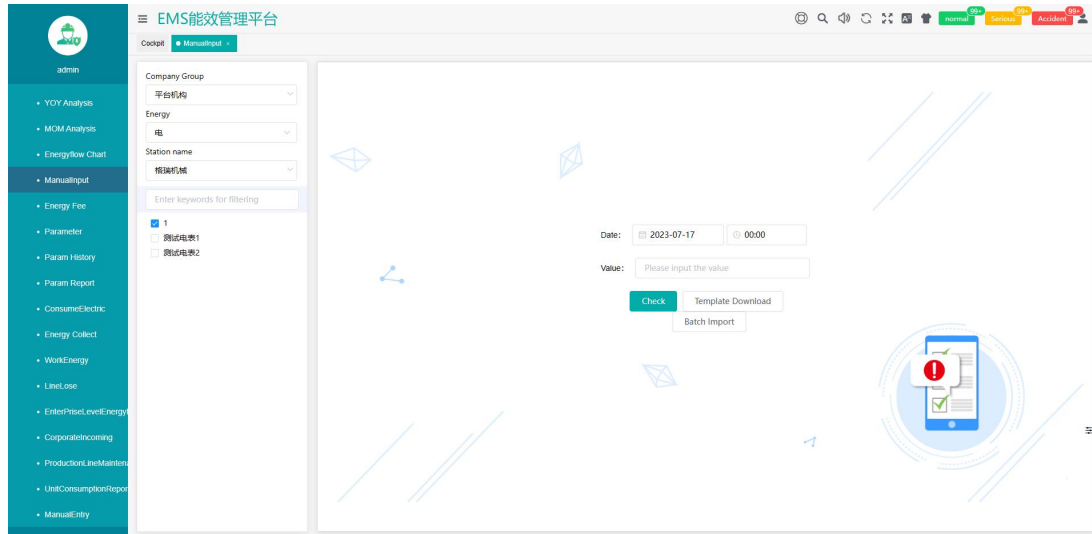 EMS能效管理平台
normal 99+ Serious 99+ Accident 99+
Cockpit ManualInput ×
admin
YOY Analysis
MOM Analysis
Energyflow Chart
ManualInput
Energy Fee
Parameter
Param History
Param Report
ConsumeElectric
Energy Collect
WorkEnergy
LineLose
EnterPriseLevelEnergyf
CorporateIncoming
ProductionLineMaintena
UnitConsumptionRepor
ManualEntry
Company Group
平台机构
Energy
电
Station name
格瑞机械
Enter keywords for filtering
1
测试电表1
测试电表2
Date: 2023-07-17 00:00
Value: Please input the value
Check Template Download
Batch Import